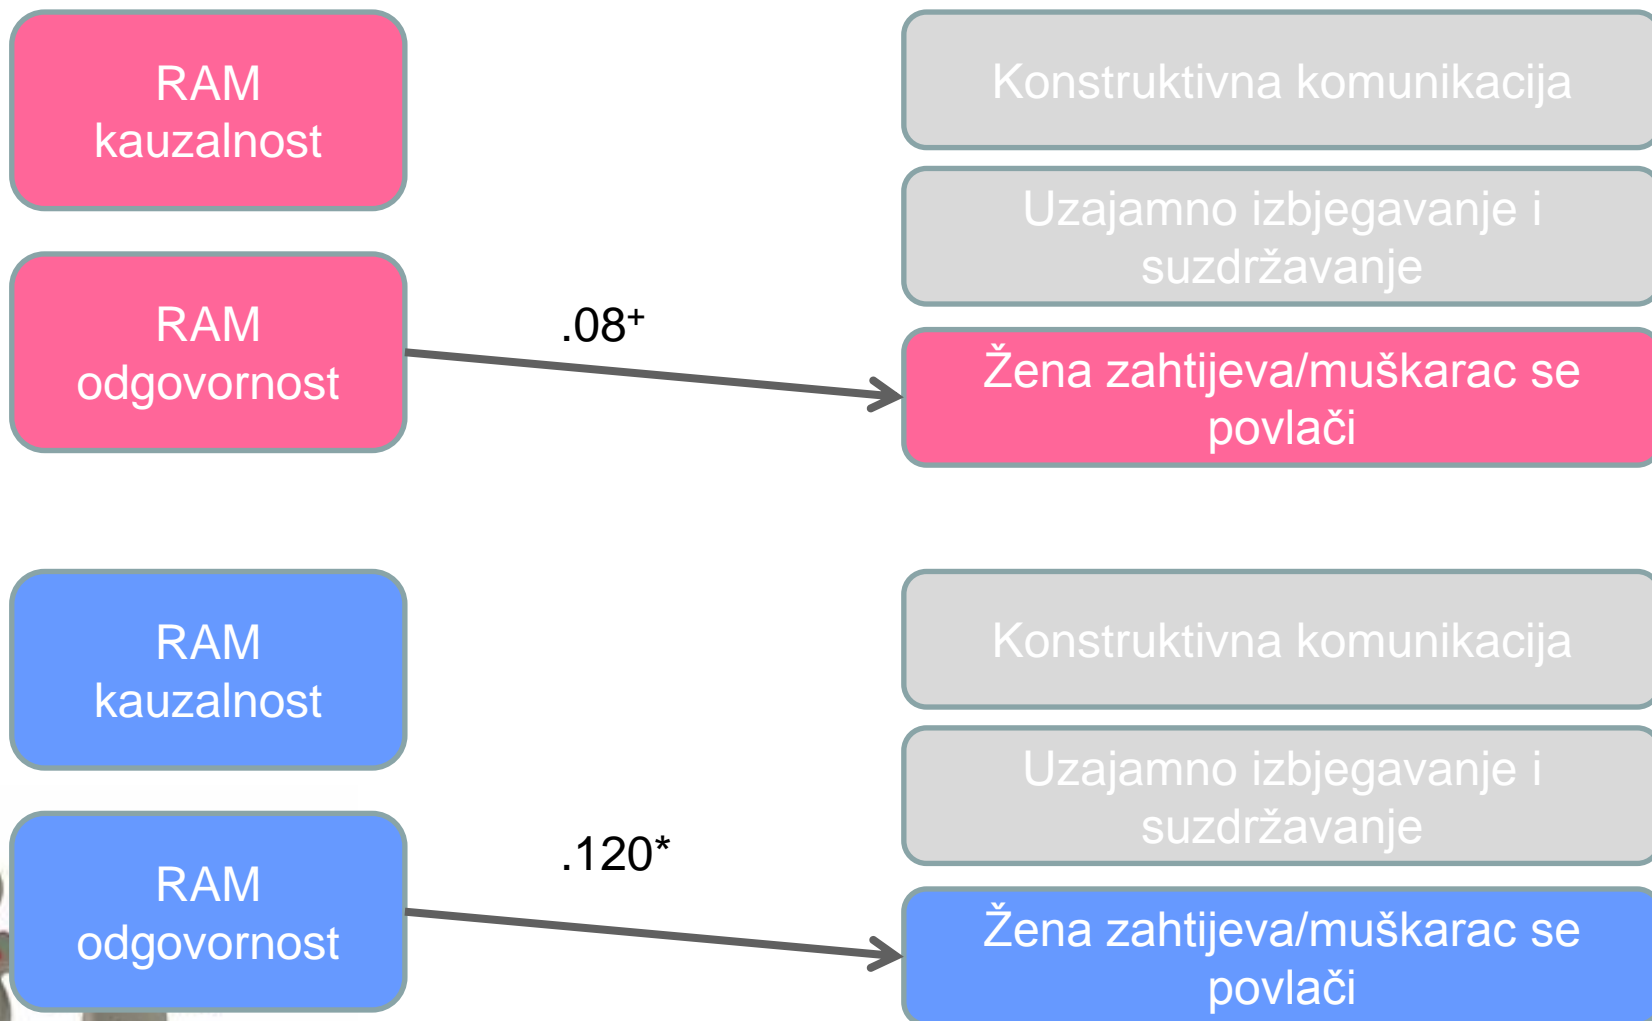 RAM
kauzalnost
Konstruktivna komunikacija
Uzajamno izbjegavanje i
suzdržavanje
RAM
odgovornost
.08⁺
Žena zahtijeva/muškarac se
povlači
RAM
kauzalnost
Konstruktivna komunikacija
Uzajamno izbjegavanje i
suzdržavanje
RAM
odgovornost
.120*
Žena zahtijeva/muškarac se
povlači